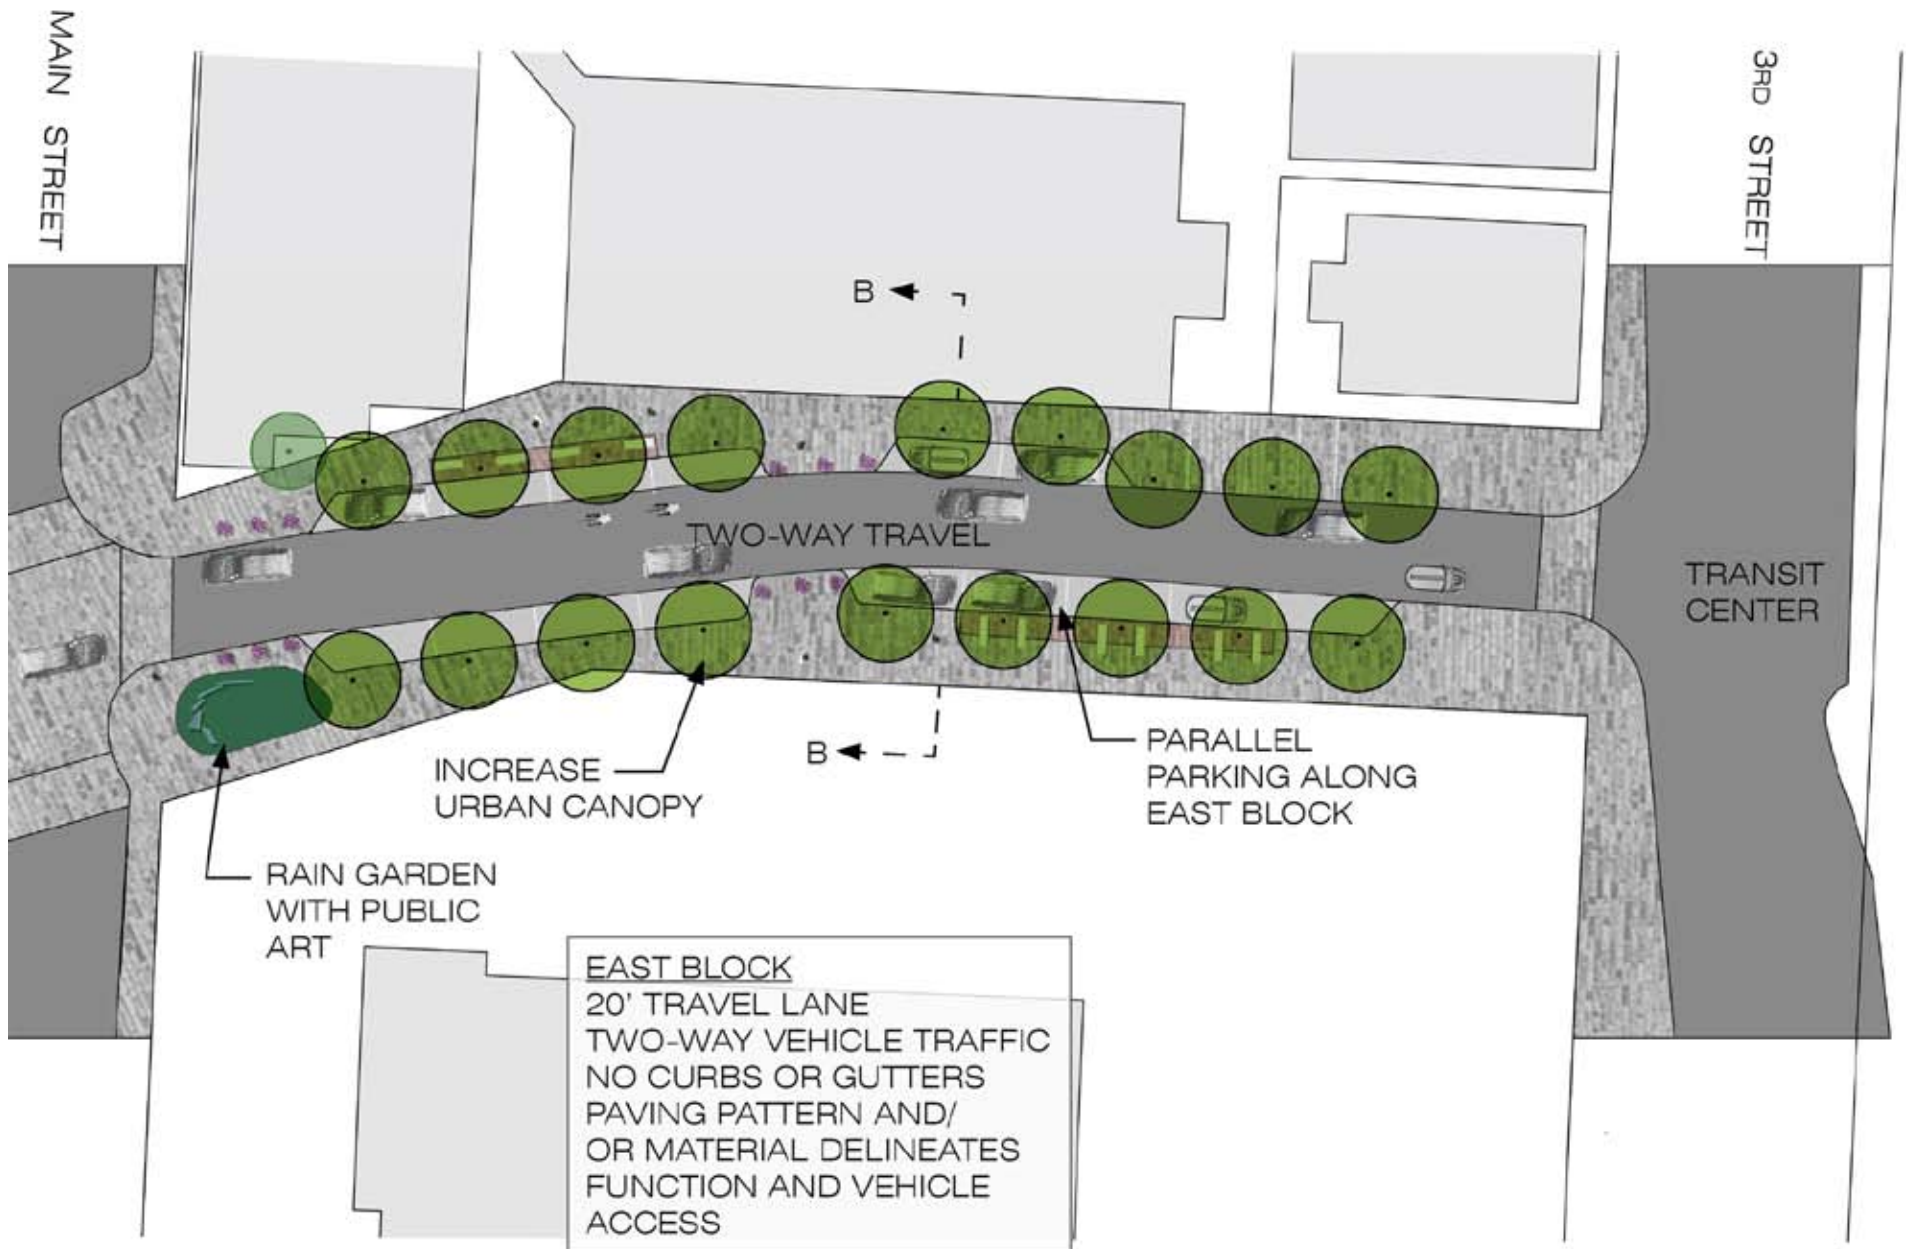 MAIN STREET
3RD STREET
B
TWO-WAY TRAVEL
TRANSIT
CENTER
B
PARALLEL
PARKING ALONG
EAST BLOCK
INCREASE
URBAN CANOPY
RAIN GARDEN
WITH PUBLIC
ART
EAST BLOCK
20' TRAVEL LANE
TWO-WAY VEHICLE TRAFFIC
NO CURBS OR GUTTERS
PAVING PATTERN AND/
OR MATERIAL DELINEATES
FUNCTION AND VEHICLE
ACCESS